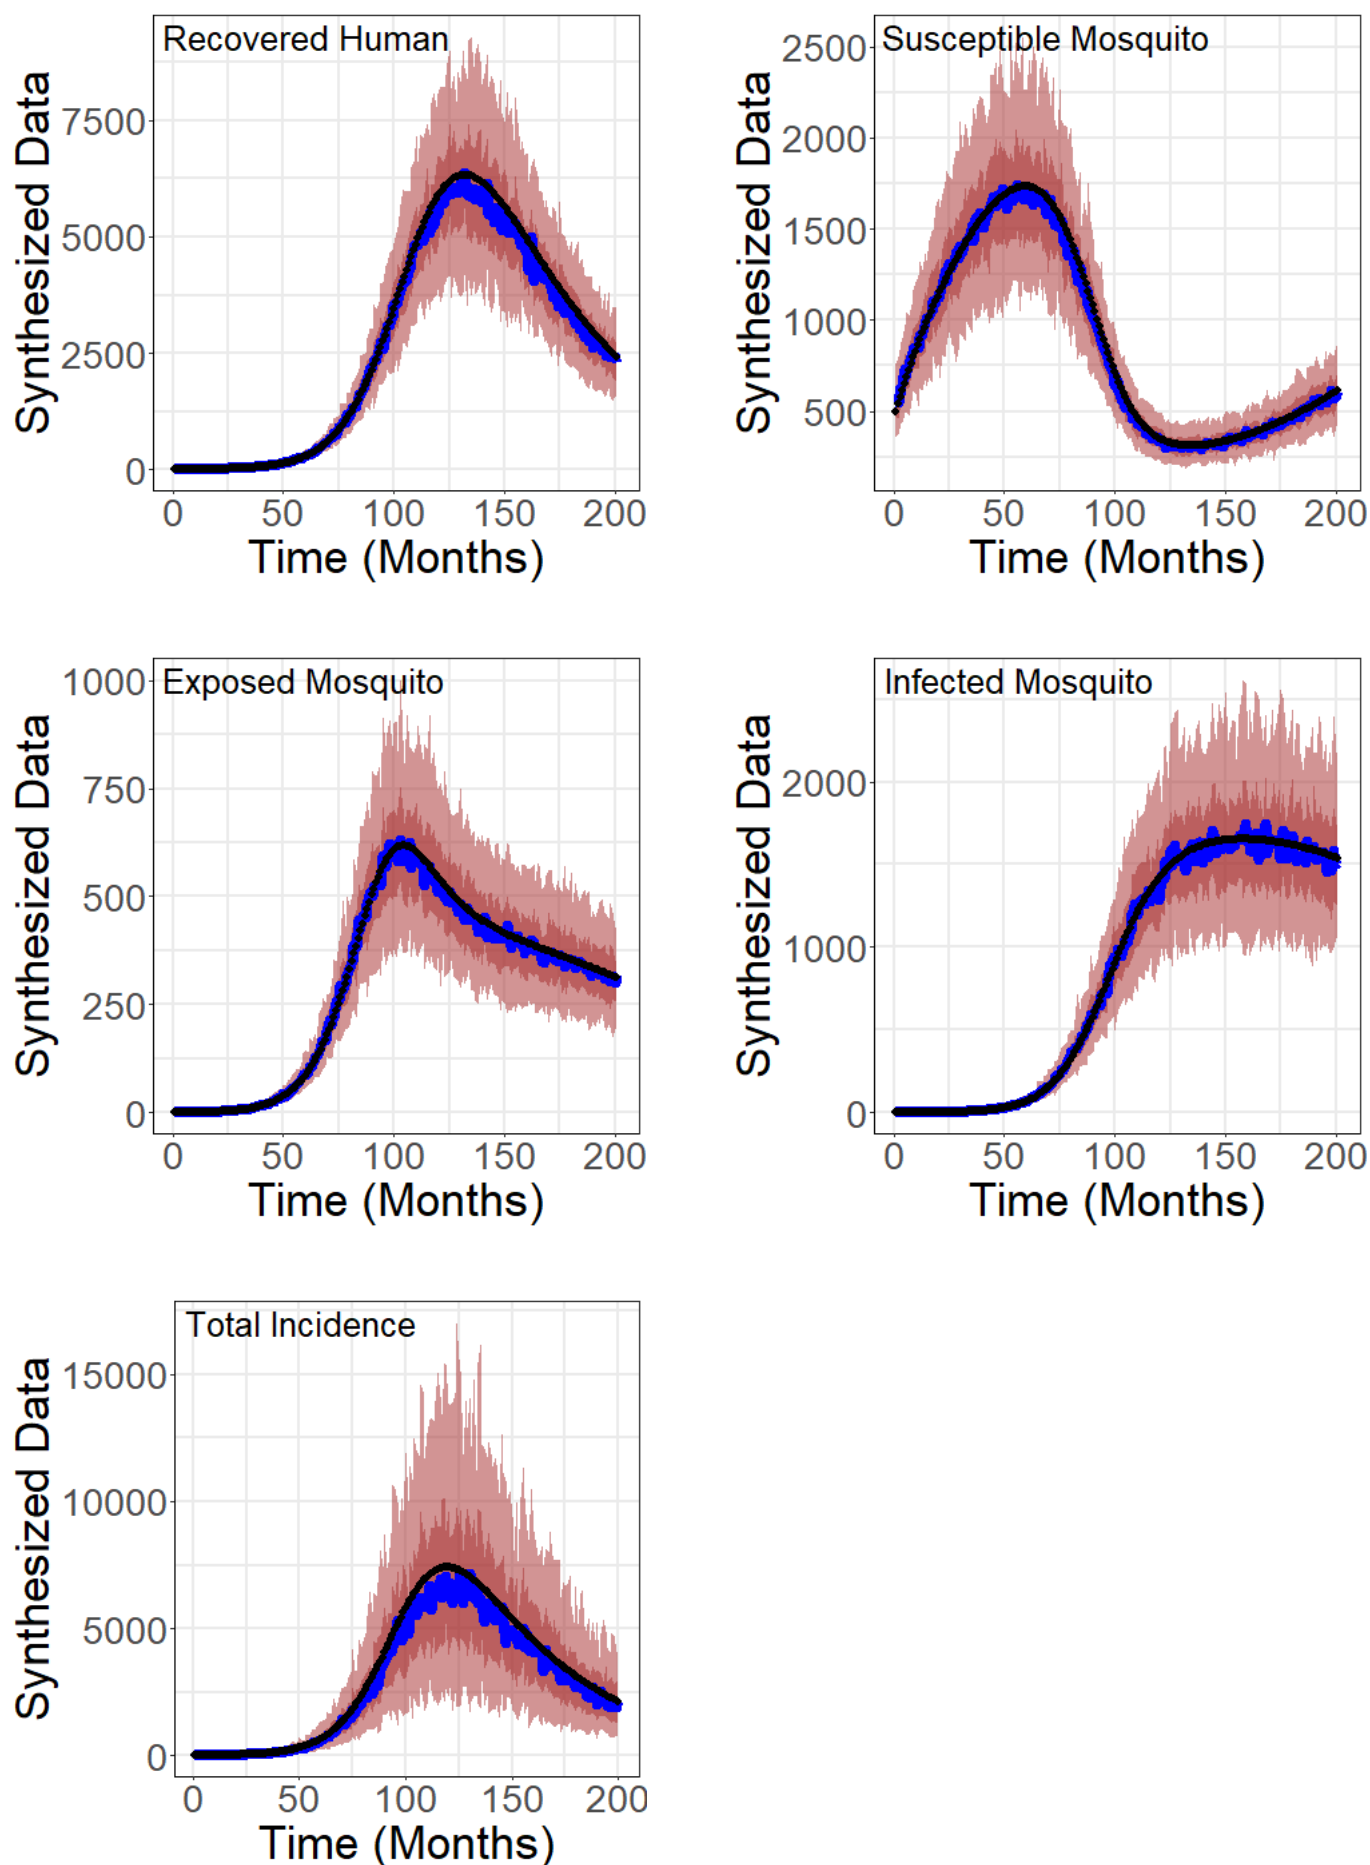 Recovered Human
Synthesized Data
7500
5000
2500
0
0 50 100 150 200
Time (Months)
Susceptible Mosquito
Synthesized Data
2500
2000
1500
1000
500
0 50 100 150 200
Time (Months)
Exposed Mosquito
Synthesized Data
1000
750
500
250
0
0 50 100 150 200
Time (Months)
Infected Mosquito
Synthesized Data
2000
1000
0
0 50 100 150 200
Time (Months)
Total Incidence
Synthesized Data
15000
10000
5000
0
0 50 100 150 200
Time (Months)